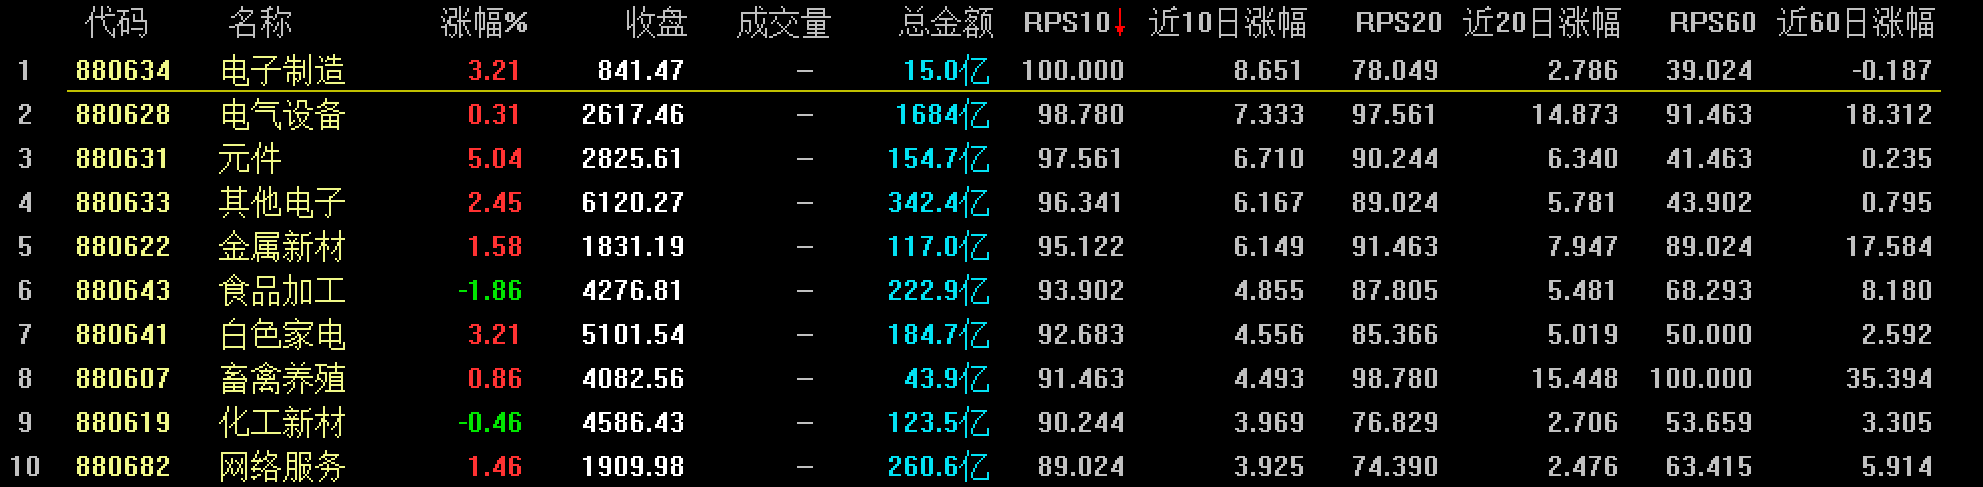 代码 名称 涨幅% 收盘 成交量 总金额 RPS10↓ 近10日涨幅 RPS20 近20日涨幅 RPS60 近60日涨幅
1 880634 电子制造 3.21 841.47 — 15.0亿 100.000 8.651 78.049 2.786 39.024 -0.187
2 880628 电气设备 0.31 2617.46 — 1684亿 98.780 7.333 97.561 14.873 91.463 18.312
3 880631 元件 5.04 2825.61 — 154.7亿 97.561 6.710 90.244 6.340 41.463 0.235
4 880633 其他电子 2.45 6120.27 — 342.4亿 96.341 6.167 89.024 5.781 43.902 0.795
5 880622 金属新材 1.58 1831.19 — 117.0亿 95.122 6.149 91.463 7.947 89.024 17.584
6 880643 食品加工 -1.86 4276.81 — 222.9亿 93.902 4.855 87.805 5.481 68.293 8.180
7 880641 白色家电 3.21 5101.54 — 184.7亿 92.683 4.556 85.366 5.019 50.000 2.592
8 880607 畜禽养殖 0.86 4082.56 — 43.9亿 91.463 4.493 98.780 15.448 100.000 35.394
9 880619 化工新材 -0.46 4586.43 — 123.5亿 90.244 3.969 76.829 2.706 53.659 3.305
10 880682 网络服务 1.46 1909.98 — 260.6亿 89.024 3.925 74.390 2.476 63.415 5.914